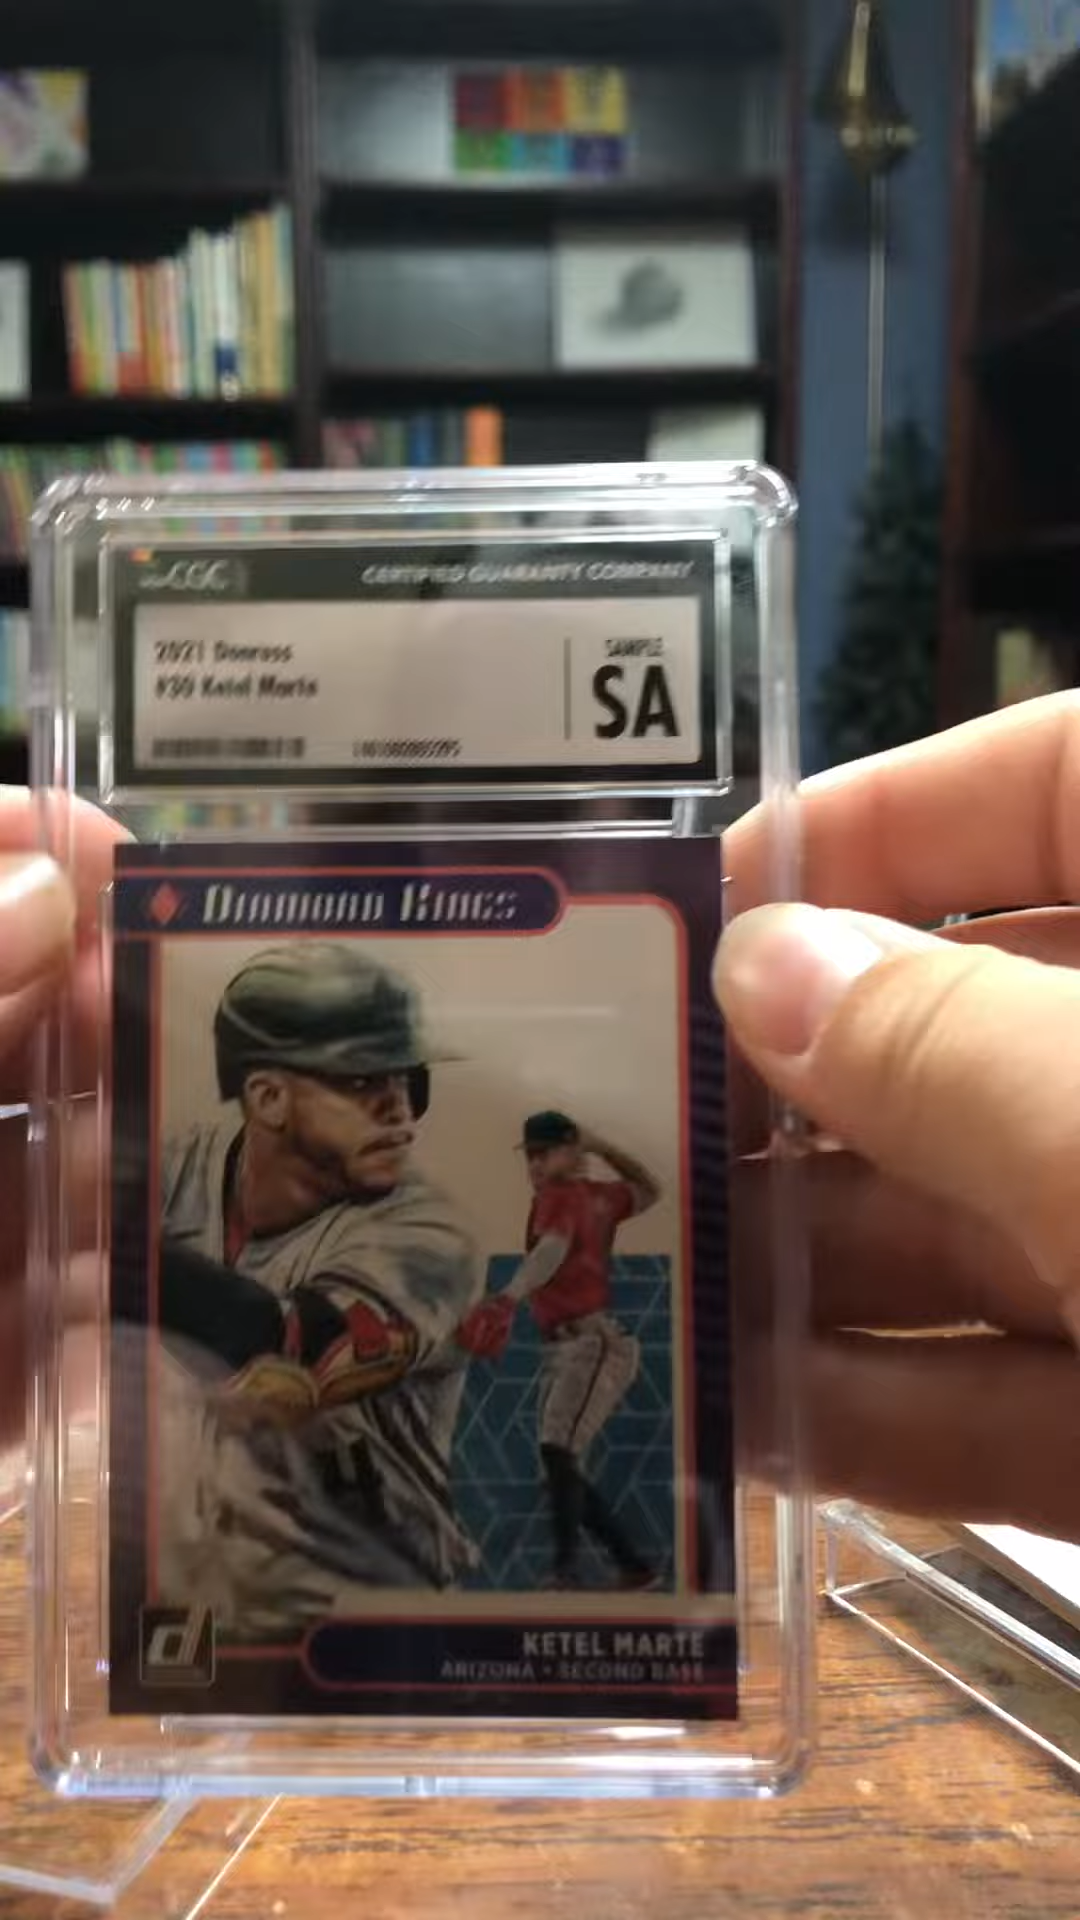 CGC
CERTIFIED GUARANTY COMPANY
2021 Donruss
#30 Ketel Marte
SAMPLE
SA
DIAMOND KINGS
d
KETEL MARTE
ARIZONA • SECOND BASE